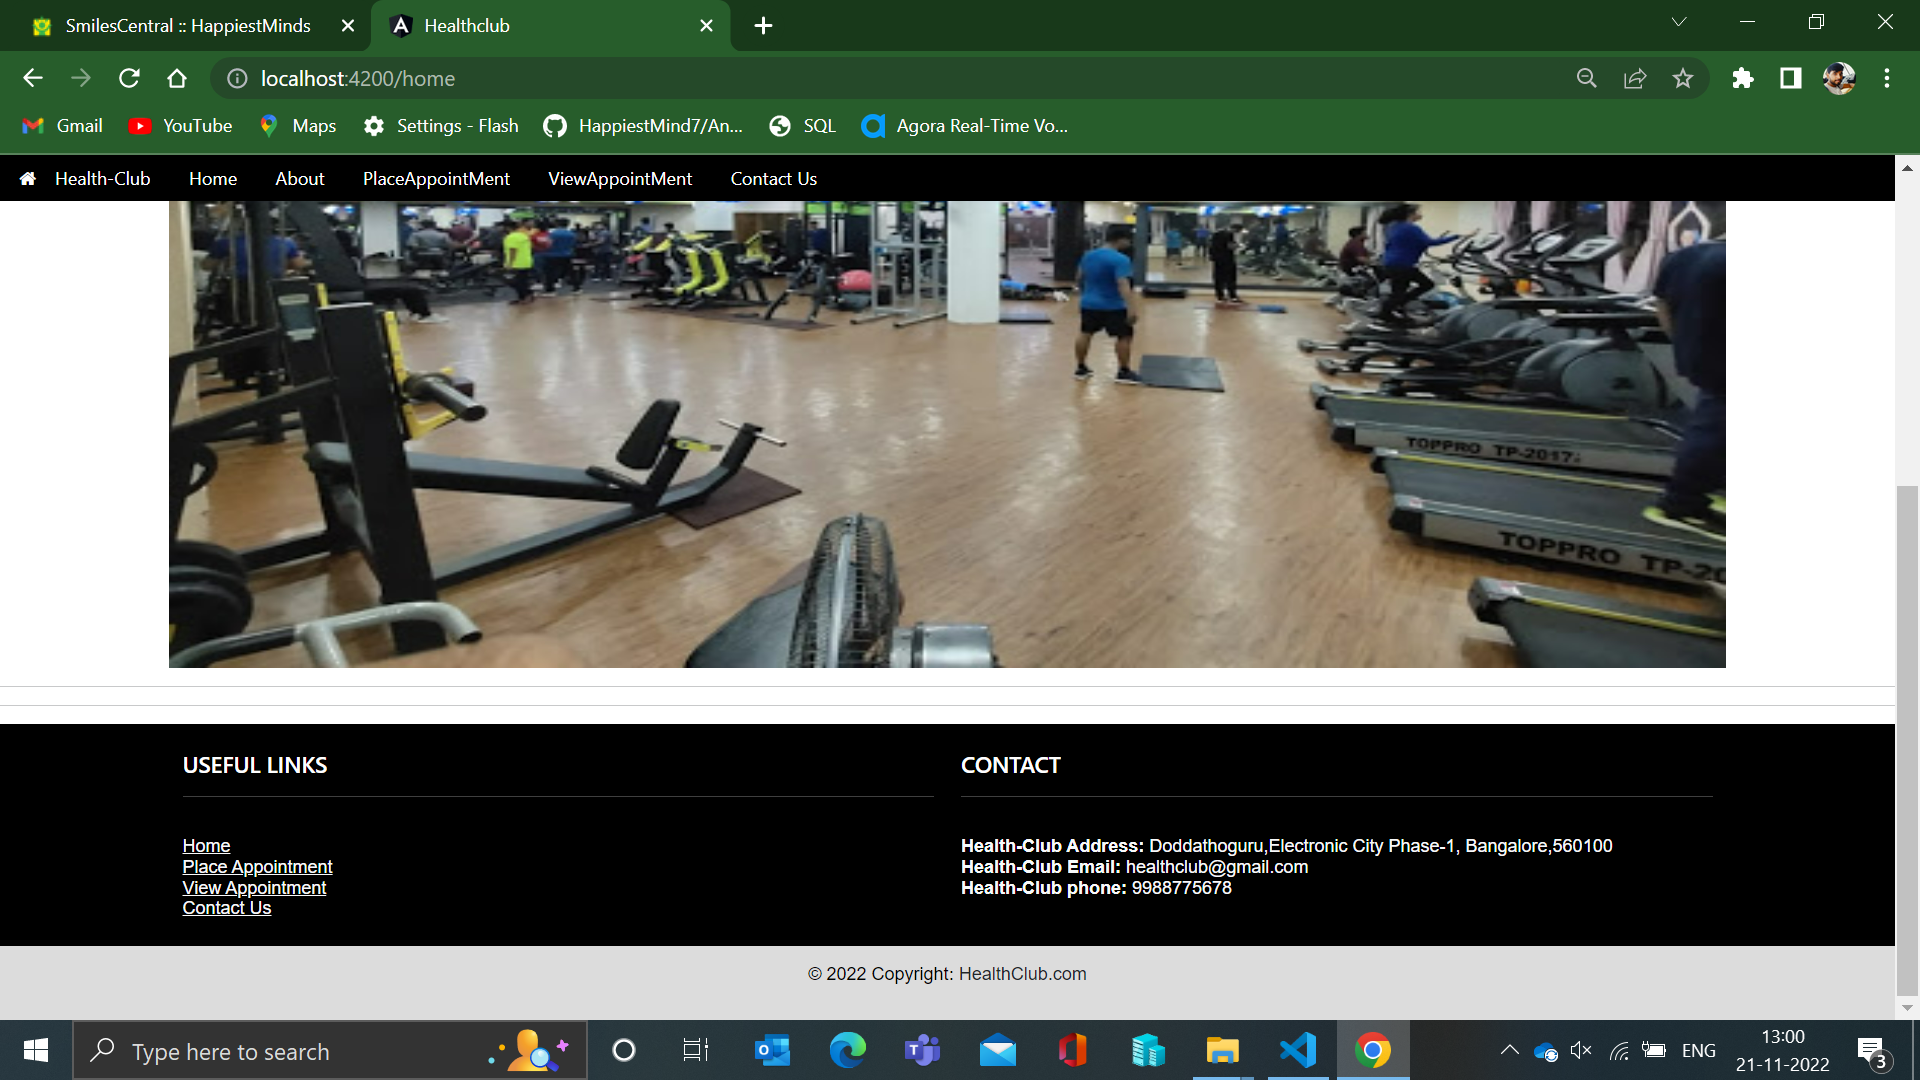 SmilesCentral :: HappiestMinds
Healthclub
localhost:4200/home
Gmail YouTube Maps Settings - Flash HappiestMind7/An... SQL Agora Real-Time Vo...
Health-Club Home About PlaceAppointMent ViewAppointMent Contact Us
TOPPRO TP-2017
TOPPRO TP-20
USEFUL LINKS
Home
Place Appointment
View Appointment
Contact Us
CONTACT
Health-Club Address: Doddathoguru,Electronic City Phase-1, Bangalore,560100
Health-Club Email: healthclub@gmail.com
Health-Club phone: 9988775678
© 2022 Copyright: HealthClub.com
Type here to search
ENG
13:00
21-11-2022
3